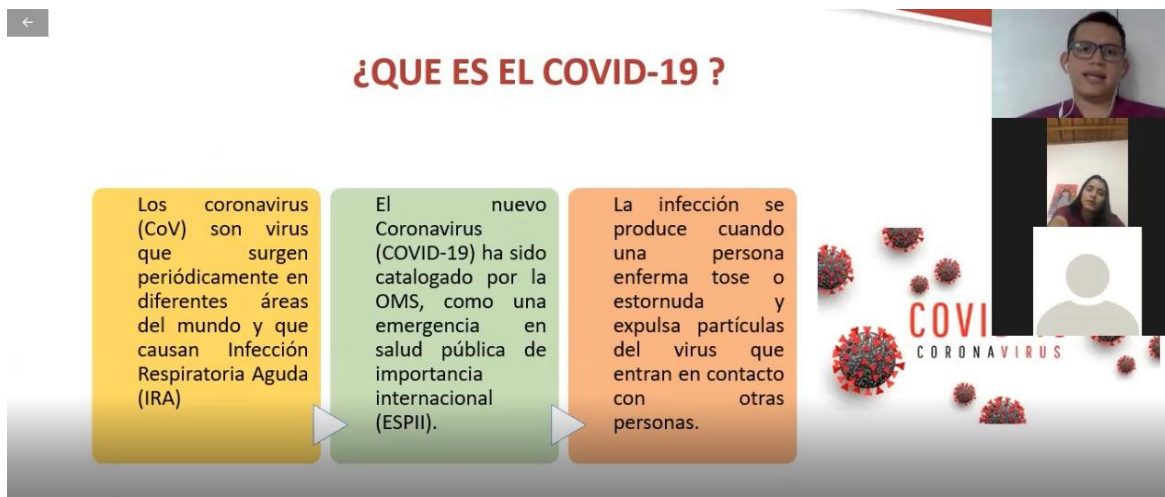 ¿QUE ES EL COVID-19 ?
Los coronavirus
(CoV) son virus
que surgen
periódicamente en
diferentes áreas
del mundo y que
causan Infección
Respiratoria Aguda
(IRA)
El nuevo
Coronavirus
(COVID-19) ha sido
catalogado por la
OMS, como una
emergencia en
salud pública de
importancia
internacional
(ESPII).
La infección se
produce cuando
una persona
enferma tose o
estornuda y
expulsa partículas
del virus que
entran en contacto
con otras
personas.
CORONAVIRUS